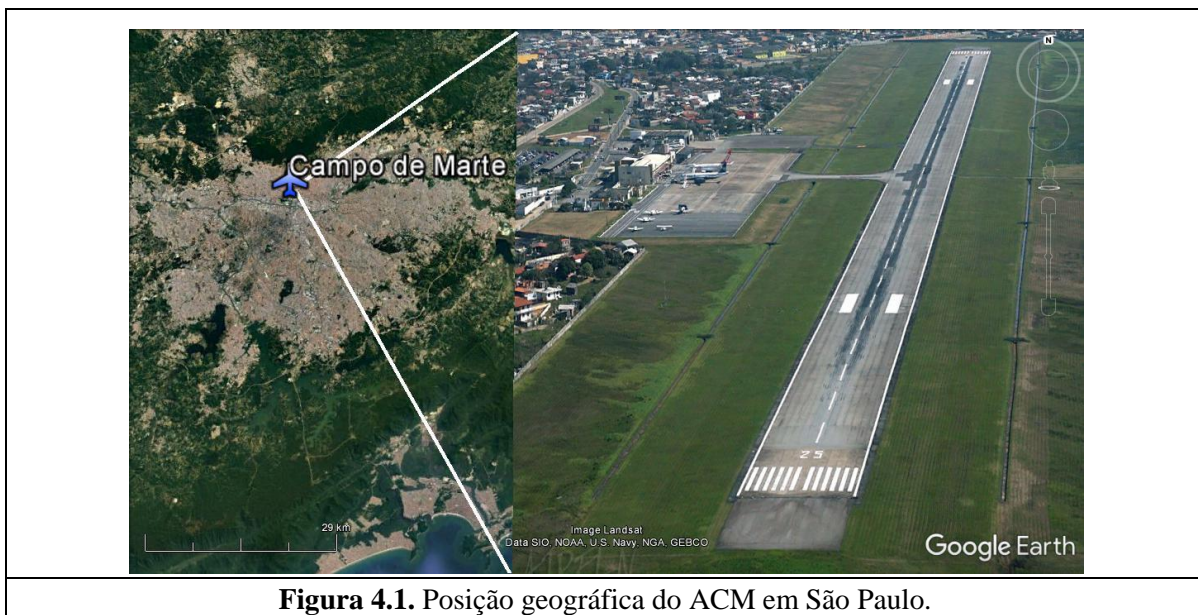 N
Campo de Marte
29 km
25
Image Landsat
Data SIO, NOAA, U.S. Navy, NGA, GEBCO
Google Earth
Figura 4.1. Posição geográfica do ACM em São Paulo.